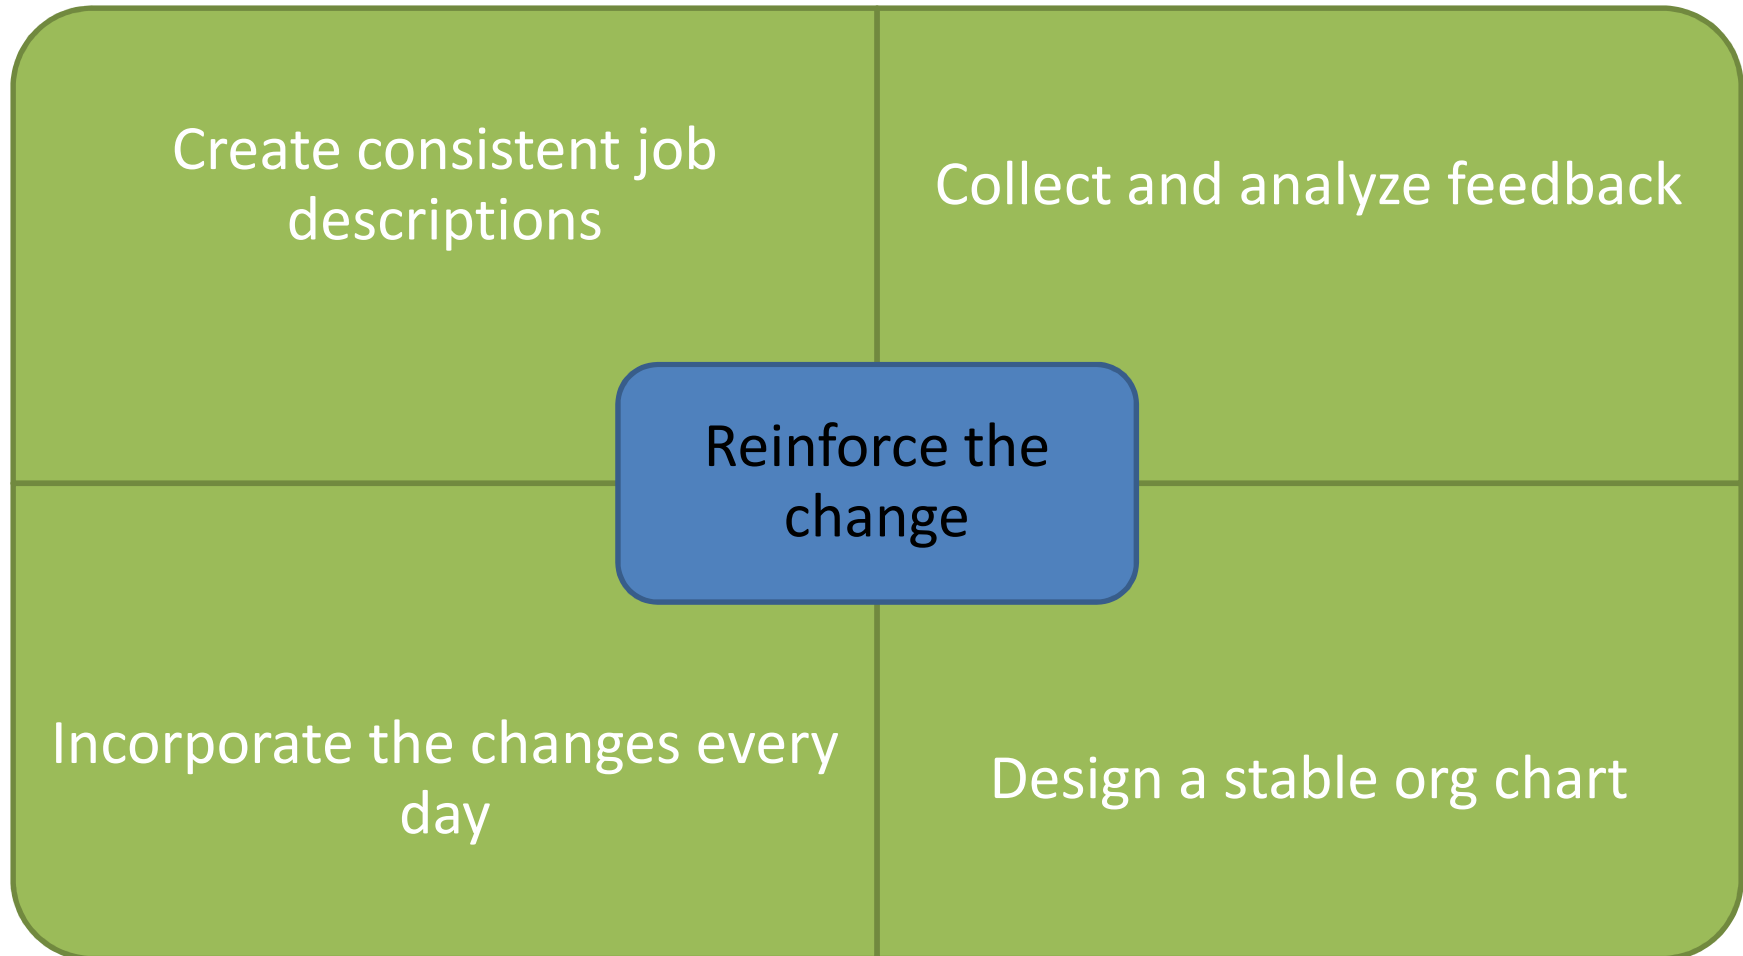 Create consistent job
descriptions
Collect and analyze feedback
Reinforce the
change
Incorporate the changes every
day
Design a stable org chart